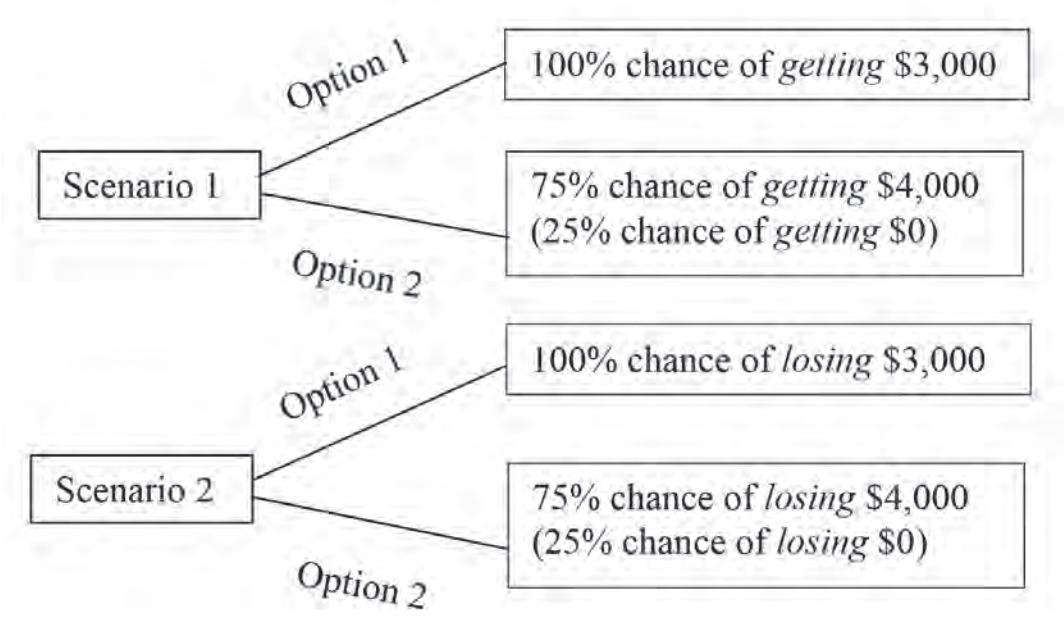 Option 1
100% chance of getting $3,000
Scenario 1
75% chance of getting $4,000
(25% chance of getting $0)
Option 2
Option 1
100% chance of losing $3,000
Scenario 2
75% chance of losing $4,000
(25% chance of losing $0)
Option 2